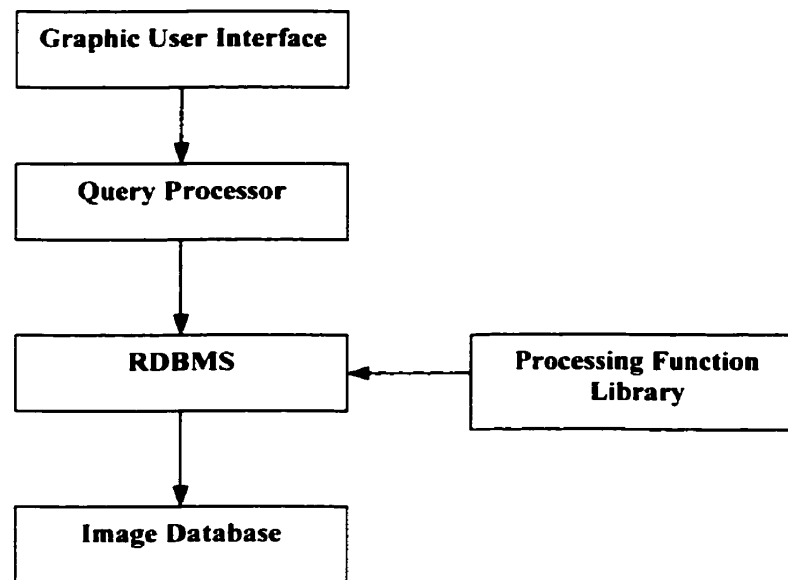 Graphic User Interface
Query Processor
RDBMS
Processing Function
Library
Image Database